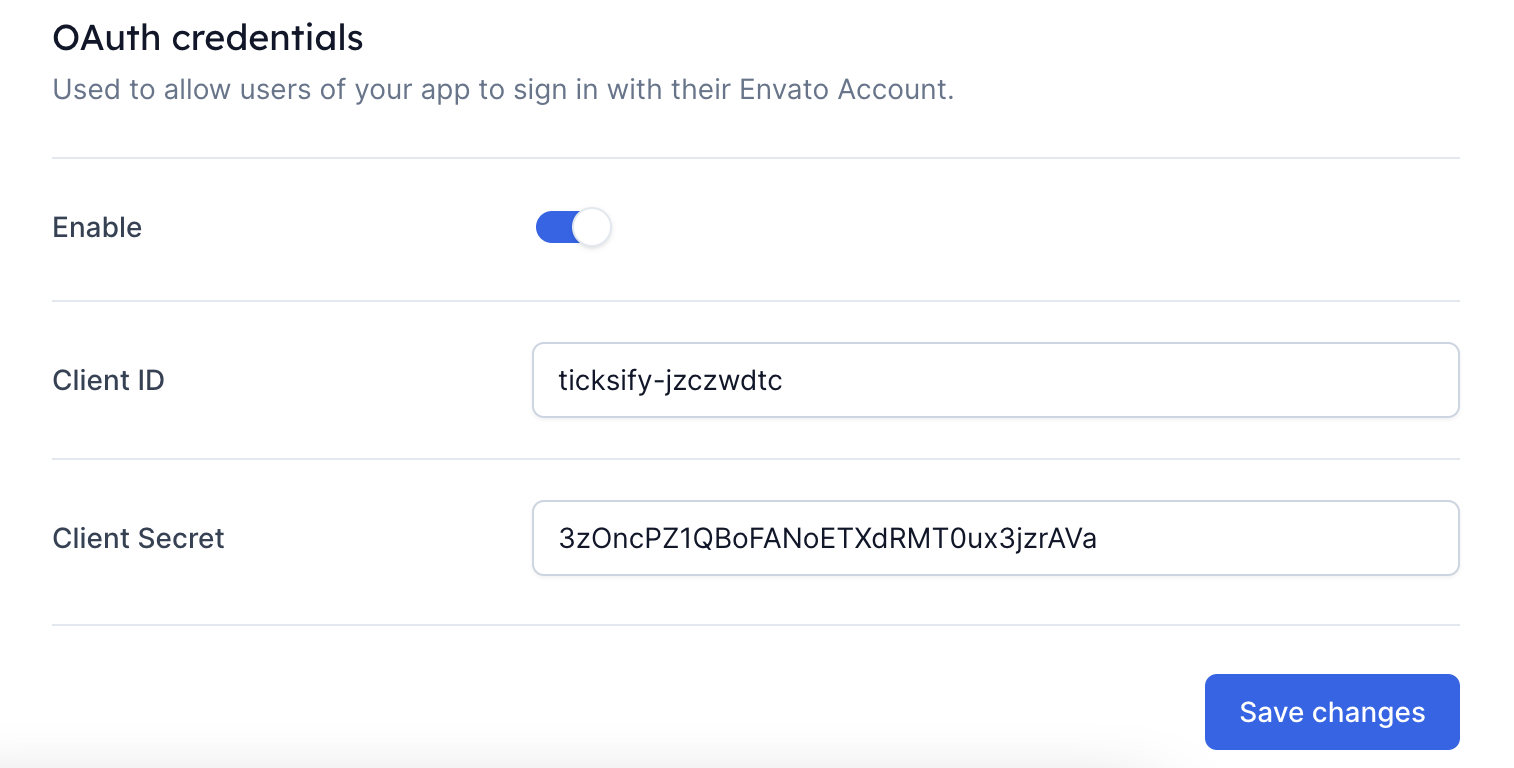 OAuth credentials
Used to allow users of your app to sign in with their Envato Account.
Enable
Client ID
ticksify-jzczwdtc
Client Secret
3zOncPZ1QBoFANoETXdRMT0ux3jzrAVa
Save changes